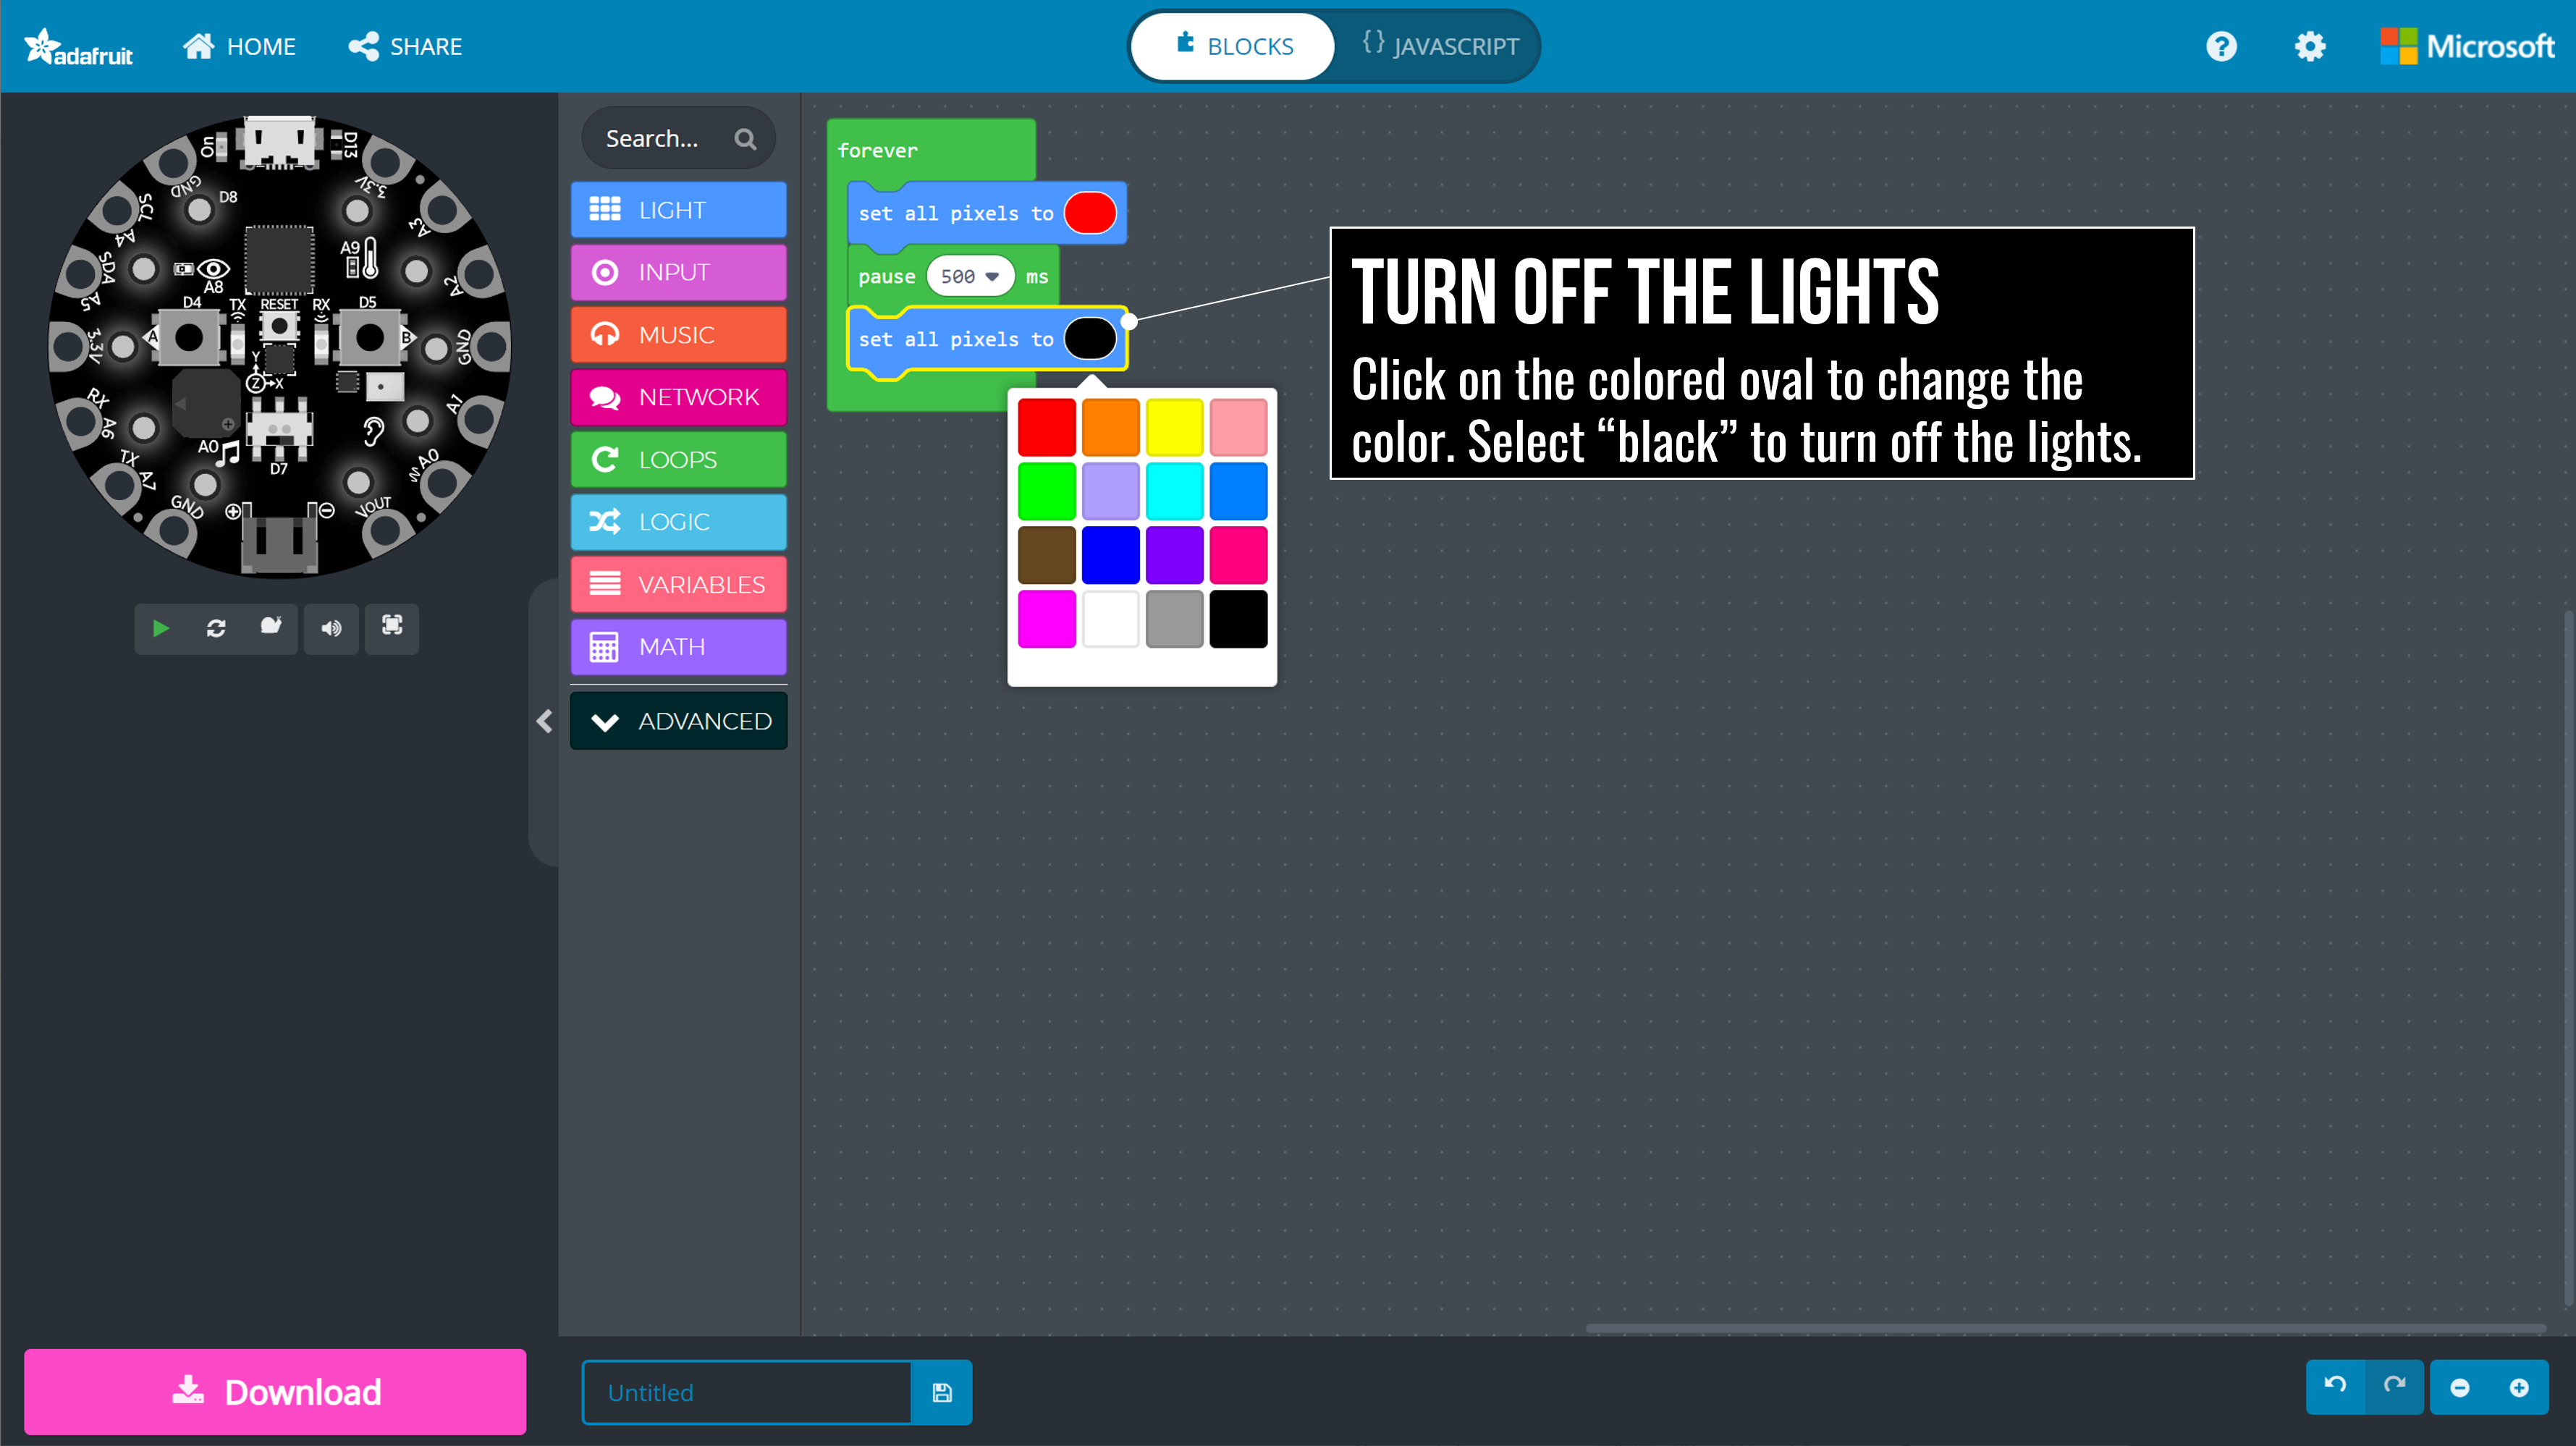 adafruit
HOME
SHARE
BLOCKS
{} JAVASCRIPT
Microsoft
On
D13
GND
D8
3.3V
SCL
A4
A3
SDA
A5
A8
A9
A2
D4
TX
RESET
RX
D5
3.3V
A
B
GND
Y
Z
X
RX
A6
A1
A0
D7
TX
A7
A0
GND
VOUT
Search...
LIGHT
INPUT
MUSIC
NETWORK
LOOPS
LOGIC
VARIABLES
MATH
ADVANCED
forever
set all pixels to
pause 500 ms
set all pixels to
TURN OFF THE LIGHTS
Click on the colored oval to change the
color. Select “black” to turn off the lights.
Download
Untitled